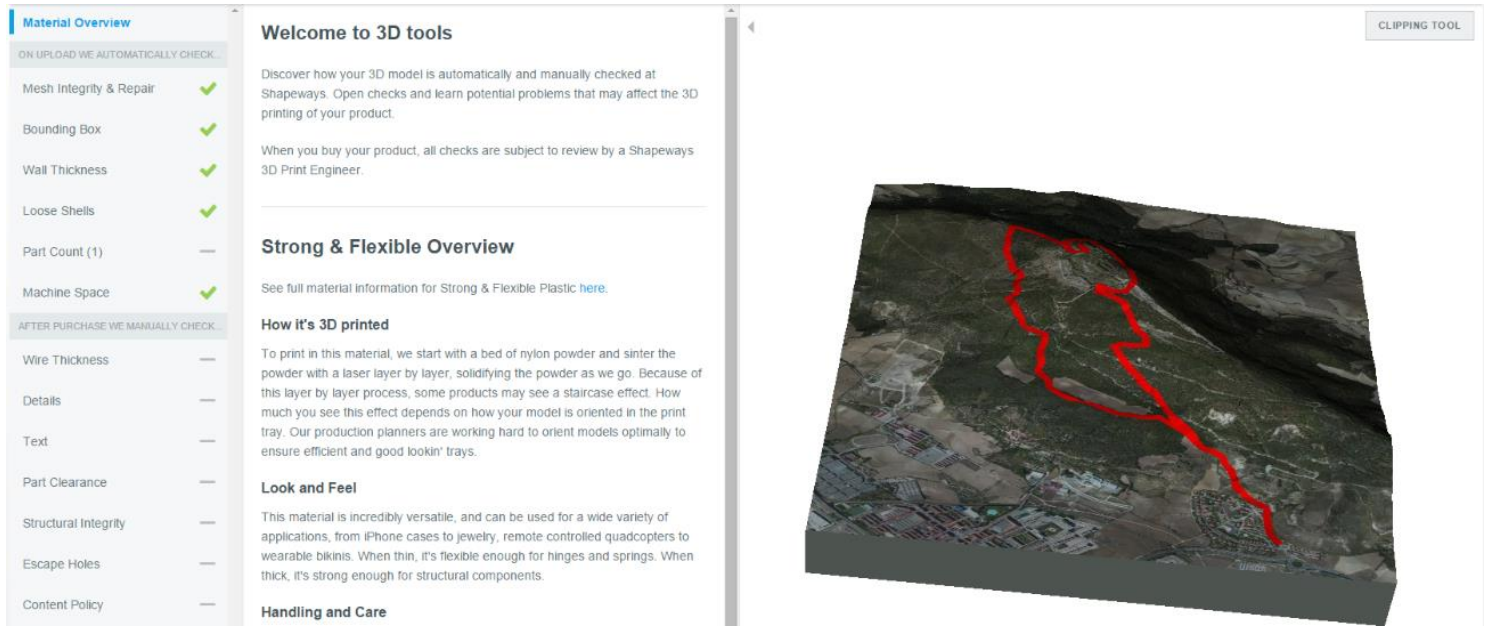 Material Overview
ON UPLOAD WE AUTOMATICALLY CHECK...
Mesh Integrity & Repair
Bounding Box
Wall Thickness
Loose Shells
Part Count (1)
Machine Space
AFTER PURCHASE WE MANUALLY CHECK...
Wire Thickness
Details
Text
Part Clearance
Structural Integrity
Escape Holes
Content Policy
Welcome to 3D tools
Discover how your 3D model is automatically and manually checked at
Shapeways. Open checks and learn potential problems that may affect the 3D
printing of your product.
When you buy your product, all checks are subject to review by a Shapeways
3D Print Engineer.
Strong & Flexible Overview
See full material information for Strong & Flexible Plastic here.
How it's 3D printed
To print in this material, we start with a bed of nylon powder and sinter the
powder with a laser layer by layer, solidifying the powder as we go. Because of
this layer by layer process, some products may see a staircase effect. How
much you see this effect depends on how your model is oriented in the print
tray. Our production planners are working hard to orient models optimally to
ensure efficient and good lookin' trays.
Look and Feel
This material is incredibly versatile, and can be used for a wide variety of
applications, from iPhone cases to jewelry, remote controlled quadcopters to
wearable bikinis. When thin, it's flexible enough for hinges and springs. When
thick, it's strong enough for structural components.
Handling and Care
CLIPPING TOOL